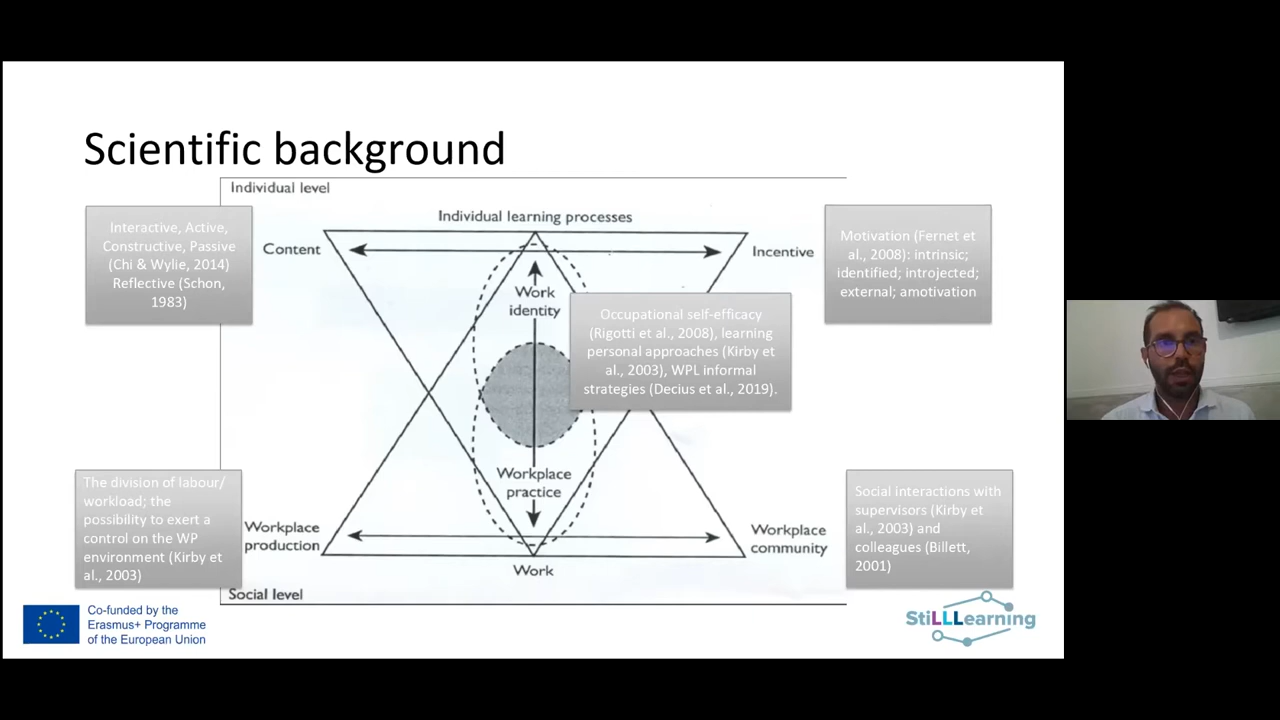 Scientific background
Individual level
Individual learning processes
Interactive, Active,
Constructive, Passive
(Chi & Wylie, 2014)
Reflective (Schon,
1983)
Content
Incentive
Motivation (Fernet et
al., 2008): intrinsic;
identified; introjected;
external; amotivation
Work
identity
Occupational self-efficacy
(Rigotti et al., 2008), learning
personal approaches (Kirby et
al., 2003), WPL informal
strategies (Decius et al., 2019).
Workplace
practice
The division of labour/
workload; the
possibility to exert a
control on the WP
environment (Kirby et
al., 2003)
Workplace
production
Workplace
community
Social interactions with
supervisors (Kirby et
al., 2003) and
colleagues (Billett,
2001)
Work
Social level
Co-funded by the
Erasmus+ Programme
of the European Union
StiLLLearning